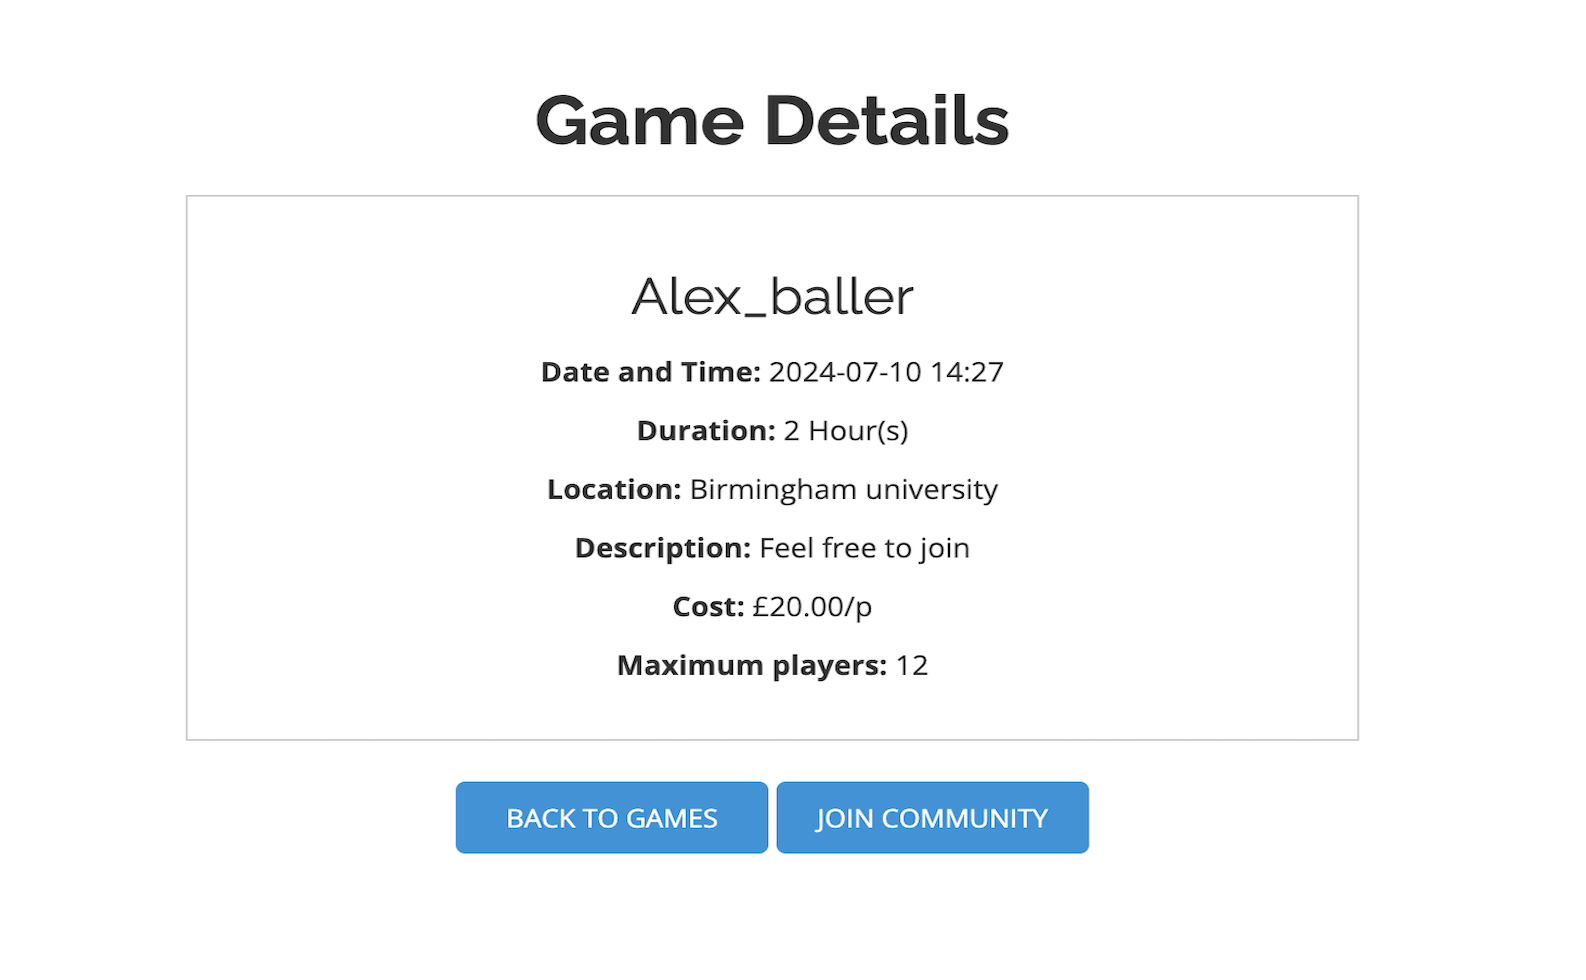 Game Details
Alex_baller
Date and Time: 2024-07-10 14:27
Duration: 2 Hour(s)
Location: Birmingham university
Description: Feel free to join
Cost: £20.00/p
Maximum players: 12
BACK TO GAMES
JOIN COMMUNITY